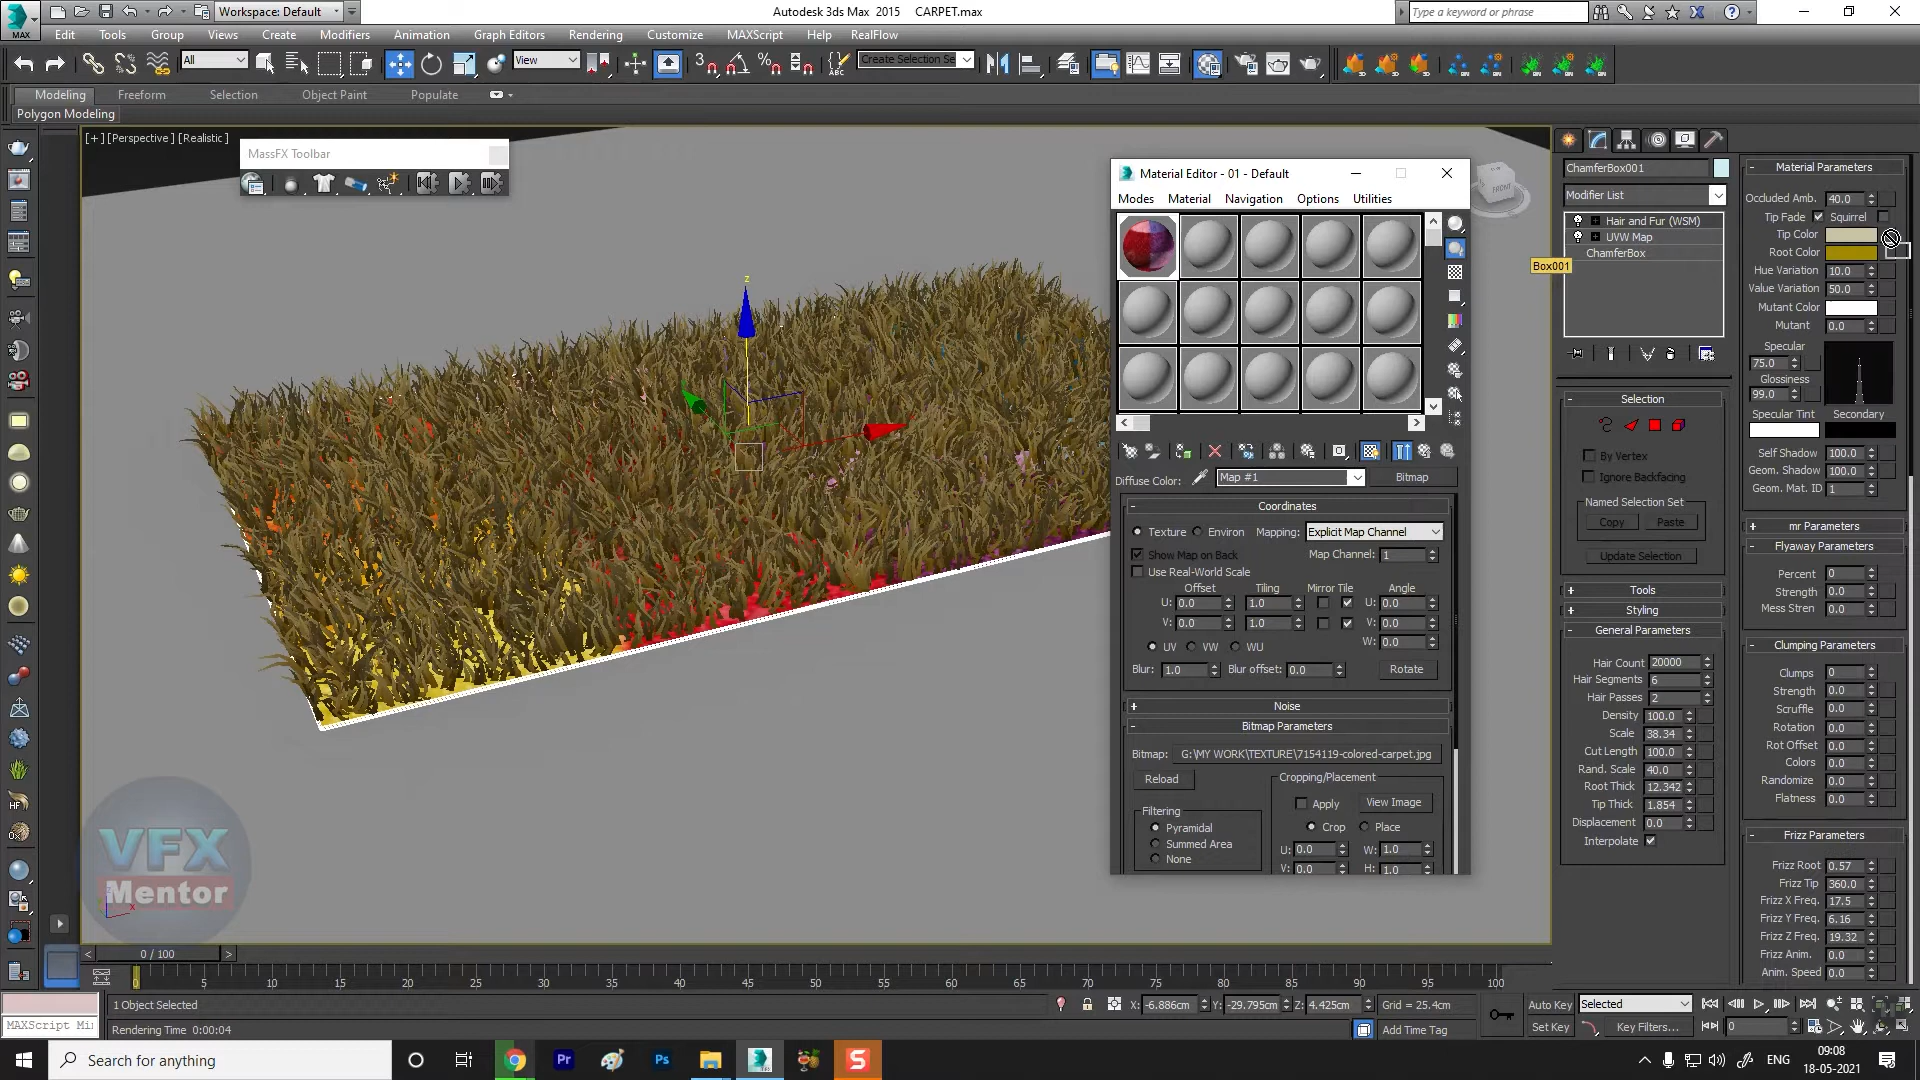 Workspace: Default
Autodesk 3ds Max 2015 CARPET.max
Type a keyword or phrase
MAX
Edit Tools Group Views Create Modifiers Animation Graph Editors Rendering Customize MAXScript Help RealFlow
All View Create Selection Se
Modeling Freeform Selection Object Paint Populate
Polygon Modeling
[+] [Perspective] [Realistic]
MassFX Toolbar
z
FRONT
Box001
VFX
Mentor
x
Material Editor - 01 - Default
Modes Material Navigation Options Utilities
Diffuse Color: Map #1 Bitmap
Coordinates
Texture Environ Mapping: Explicit Map Channel
Show Map on Back Map Channel: 1
Use Real-World Scale
Offset Tiling Mirror Tile Angle
U: 0.0 1.0 U: 0.0
V: 0.0 1.0 V: 0.0
UV VW WU W: 0.0
Blur: 1.0 Blur offset: 0.0 Rotate
Noise
Bitmap Parameters
Bitmap: G:\MY WORK\TEXTURE\7154119-colored-carpet.jpg
Reload Cropping/Placement
Apply View Image
Filtering
Pyramidal Crop Place
Summed Area U: 0.0 W: 1.0
None V: 0.0 H: 1.0
ChamferBox001
Modifier List
Hair and Fur (WSM)
UVW Map
ChamferBox
Selection
By Vertex
Ignore Backfacing
Named Selection Set
Copy Paste
Update Selection
Tools
Styling
General Parameters
Hair Count 20000
Hair Segments 6
Hair Passes 2
Density 100.0
Scale 38.34
Cut Length 100.0
Rand. Scale 40.0
Root Thick 12.342
Tip Thick 1.854
Displacement 0.0
Interpolate
Material Parameters
Occluded Amb. 40.0
Tip Fade Squirrel
Tip Color
Root Color
Hue Variation 10.0
Value Variation 50.0
Mutant Color
Mutant 0.0
Specular
75.0
Glossiness
99.0
Specular Tint Secondary
Self Shadow 100.0
Geom. Shadow 100.0
Geom. Mat. ID 1
mr Parameters
Flyaway Parameters
Percent 0
Strength 0.0
Mess Stren 0.0
Clumping Parameters
Clumps 0
Strength 0.0
Scruffle 0.0
Rotation 0.0
Rot Offset 0.0
Colors 0.0
Randomize 0.0
Flatness 0.0
Frizz Parameters
Frizz Root 0.57
Frizz Tip 360.0
Frizz X Freq. 17.5
Frizz Y Freq. 6.16
Frizz Z Freq. 19.32
Frizz Anim. 0.0
Anim. Speed 0.0
< 0 / 100 >
0 5 10 15 20 25 30 35 40 45 50 55 60 65 70 75 80 85 90 95 100
1 Object Selected X: -6.886cm Y: -29.795cm Z: 4.425cm Grid = 25.4cm Auto Key Selected
MAXScript Mi Rendering Time 0:00:04 Add Time Tag Set Key Key Filters... 0
Search for anything Pr Ps S ENG 09:08
18-05-2021